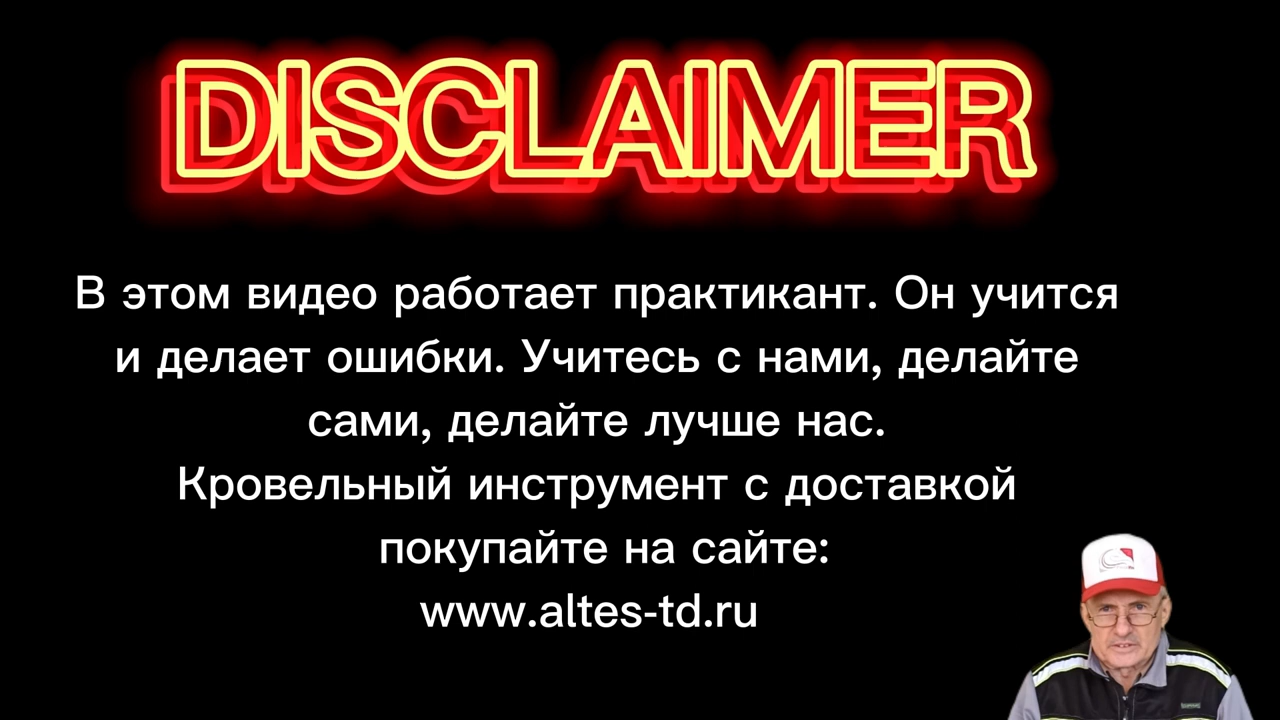 DISCLAIMER
В этом видео работает практикант. Он учится
и делает ошибки. Учитесь с нами, делайте
сами, делайте лучше нас.
Кровельный инструмент с доставкой
покупайте на сайте:
www.altes-td.ru